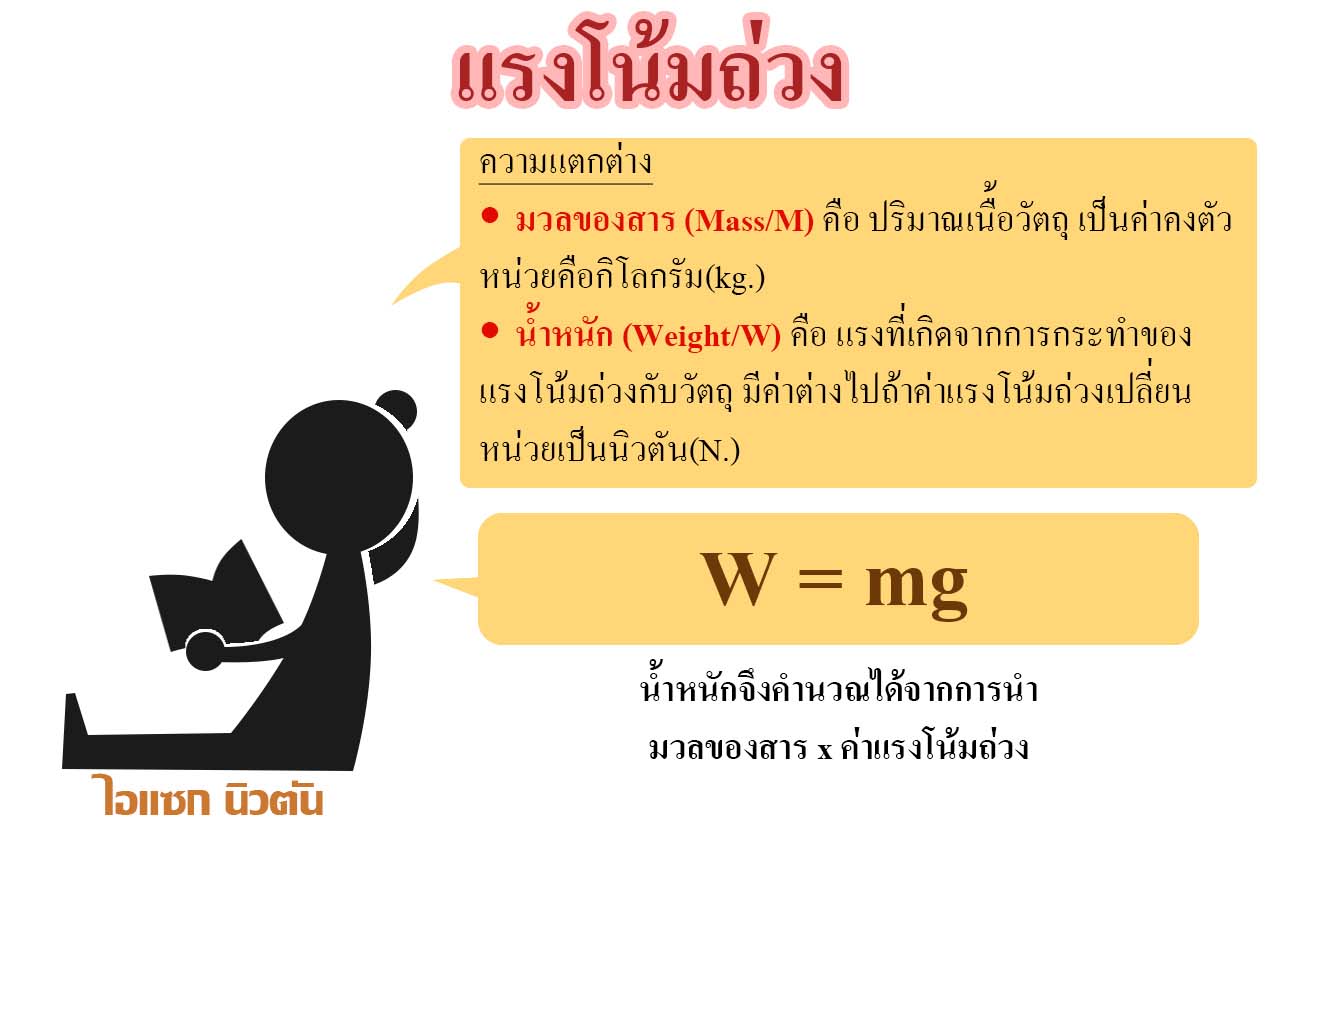 แรงโน้มถ่วง
ความแตกต่าง
• มวลของสาร (Mass/M) คือ ปริมาณเนื้อวัตถุ เป็นค่าคงตัว
หน่วยคือกิโลกรัม(kg.)
• น้ำหนัก (Weight/W) คือ แรงที่เกิดจากการกระทำของ
แรงโน้มถ่วงกับวัตถุ มีค่าต่างไปถ้าค่าแรงโน้มถ่วงเปลี่ยน
หน่วยเป็นนิวตัน(N.)
W = mg
น้ำหนักจึงคำนวณได้จากการนำ
มวลของสาร x ค่าแรงโน้มถ่วง
ไอแซก นิวตัน